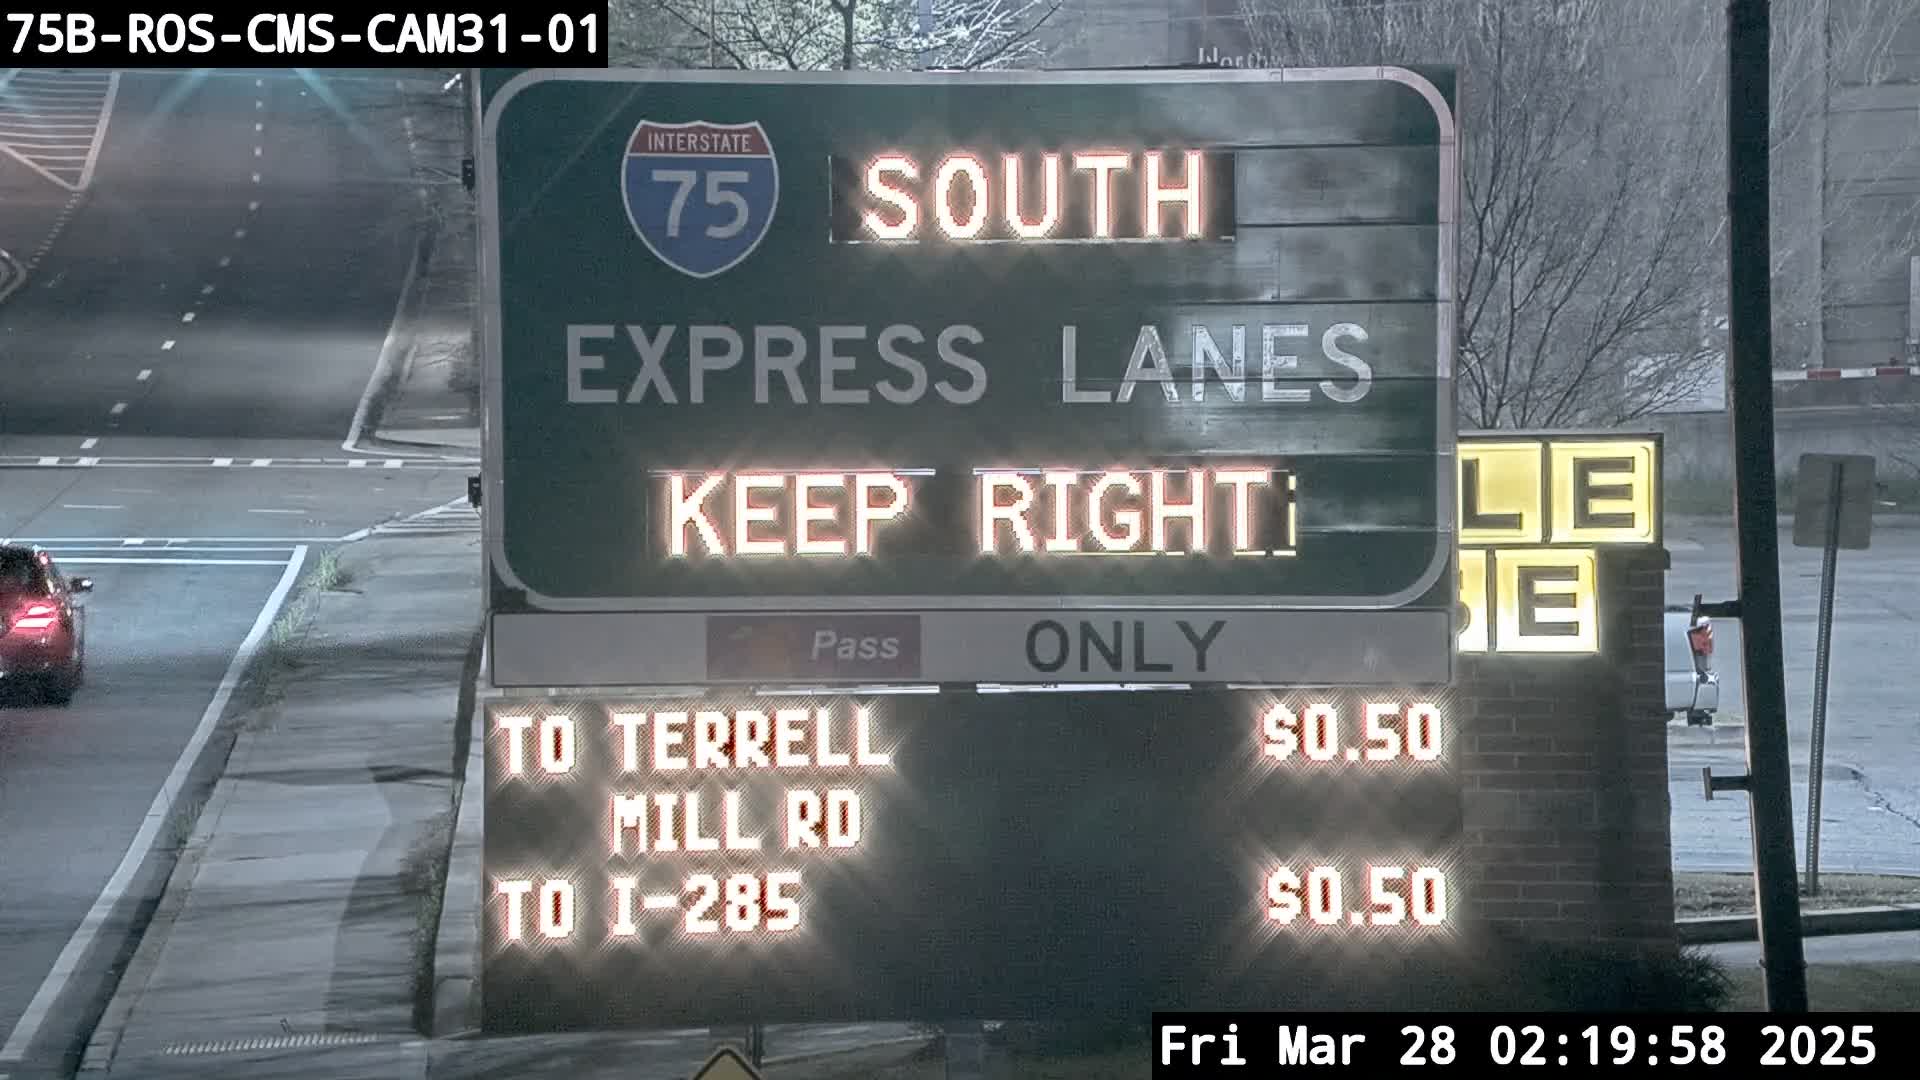 75B-ROS-CMS-CAM31-01
INTERSTATE
75
SOUTH
EXPRESS LANES
KEEP RIGHT
Pass ONLY
LE
E
TO TERRELL $0.50
MILL RD
TO I-285 $0.50
Fri Mar 28 02:19:58 2025